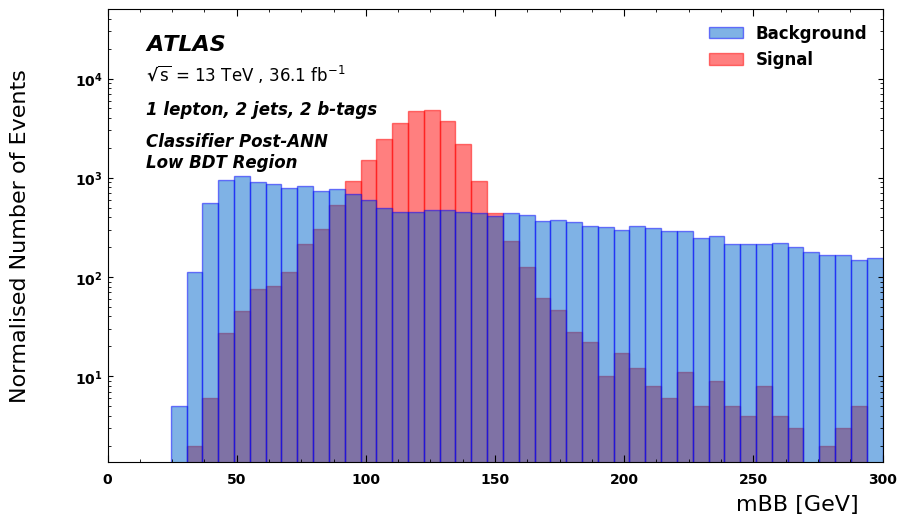 Normalised Number of Events
ATLAS
√s = 13 TeV , 36.1 fb⁻¹
1 lepton, 2 jets, 2 b-tags
Classifier Post-ANN
Low BDT Region
Background
Signal
10⁴
10³
10²
10¹
0 50 100 150 200 250 300
mBB [GeV]